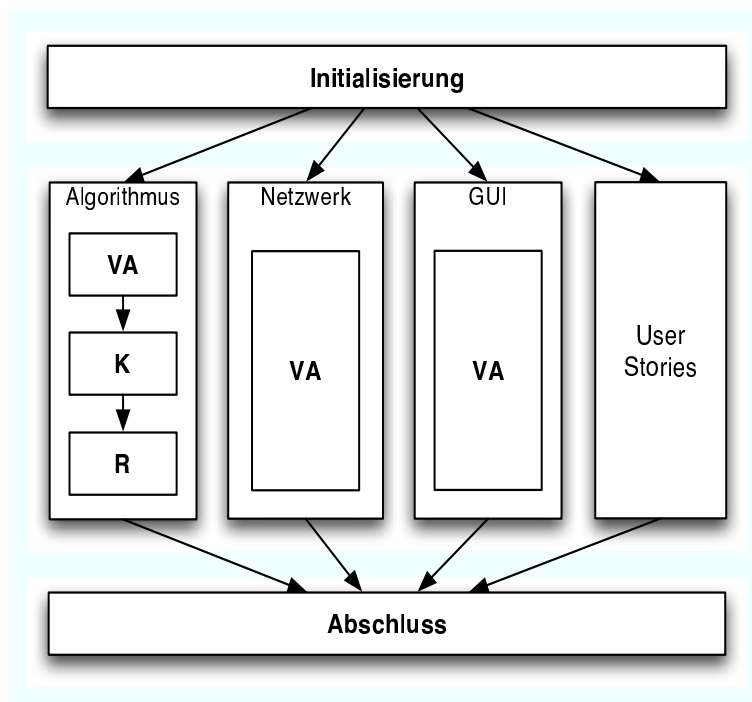 Initialisierung
Algorithmus
VA
K
R
Netzwerk
VA
GUI
VA
User
Stories
Abschluss